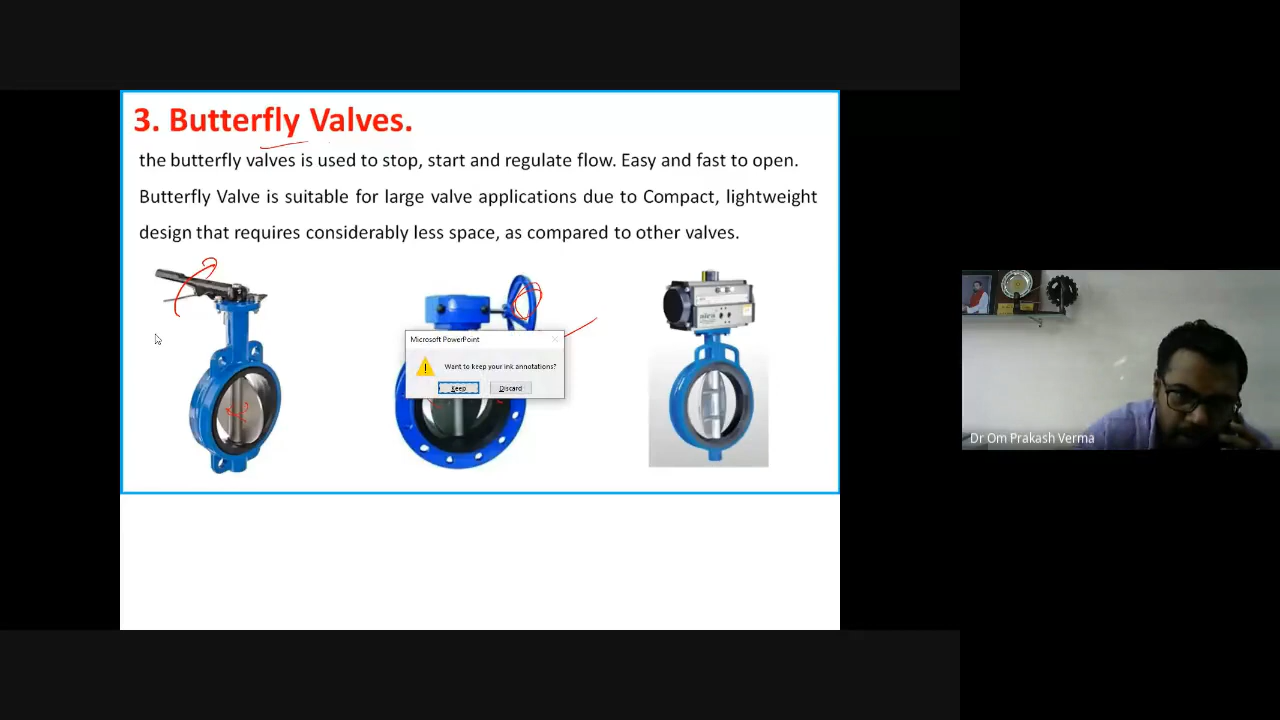 3. Butterfly Valves.
the butterfly valves is used to stop, start and regulate flow. Easy and fast to open.
Butterfly Valve is suitable for large valve applications due to Compact, lightweight
design that requires considerably less space, as compared to other valves.
Microsoft PowerPoint
Want to keep your ink annotations?
Keep
Discard
Dr Om Prakash Verma